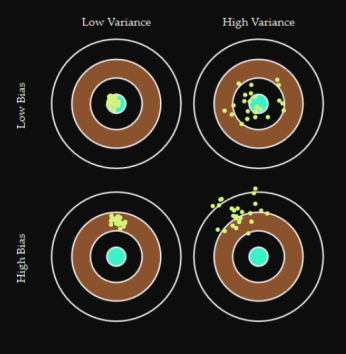 Low Variance
High Variance
Low Bias
High Bias